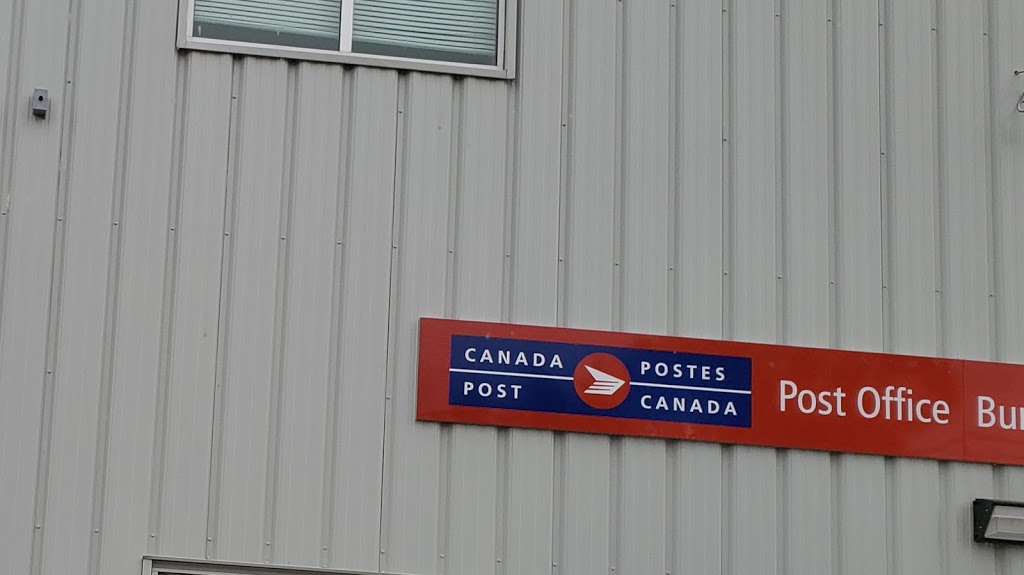 CANADA
POST
POSTES
CANADA
Post Office